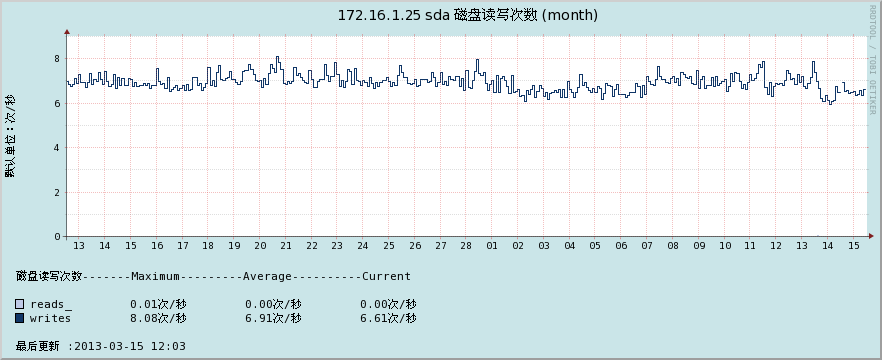 172.16.1.25 sda 磁盘读写次数 (month)
RRDTOOL / TOBI OETIKER
默认单位：次/秒
8
6
4
2
0
13 14 15 16 17 18 19 20 21 22 23 24 25 26 27 28 01 02 03 04 05 06 07 08 09 10 11 12 13 14 15
磁盘读写次数-------Maximum---------Average----------Current
reads_ 0.01次/秒 0.00次/秒 0.00次/秒
writes 8.08次/秒 6.91次/秒 6.61次/秒
最后更新 :2013-03-15 12:03